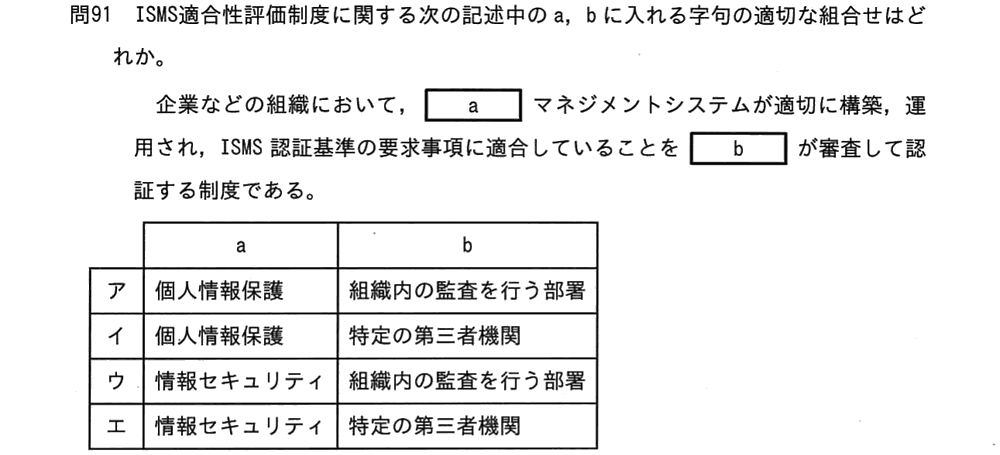 問91 ISMS適合性評価制度に関する次の記述中のa，bに入れる字句の適切な組合せはど
れか。
企業などの組織において， a マネジメントシステムが適切に構築，運
用され，ISMS 認証基準の要求事項に適合していることを b が審査して認
証する制度である。
a b
ア 個人情報保護 組織内の監査を行う部署
イ 個人情報保護 特定の第三者機関
ウ 情報セキュリティ 組織内の監査を行う部署
エ 情報セキュリティ 特定の第三者機関